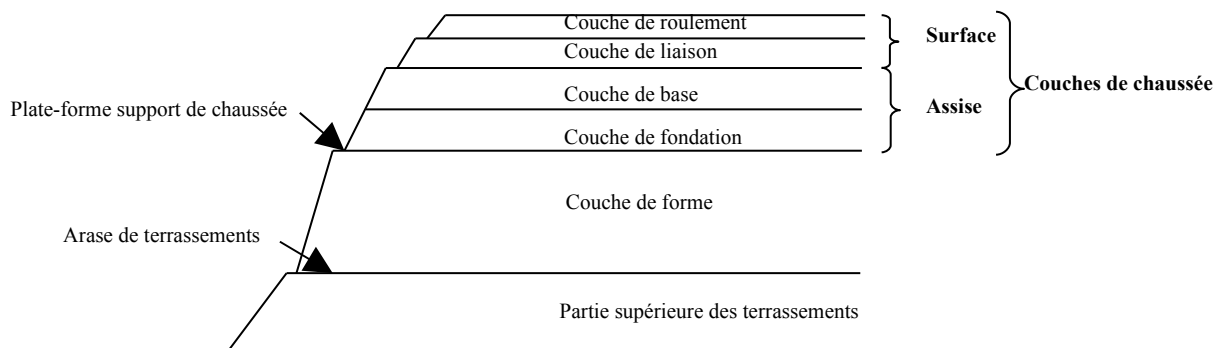 Couche de roulement
Surface
Couche de liaison
Couches de chaussée
Couche de base
Plate-forme support de chaussée
Assise
Couche de fondation
Couche de forme
Arase de terrassements
Partie supérieure des terrassements